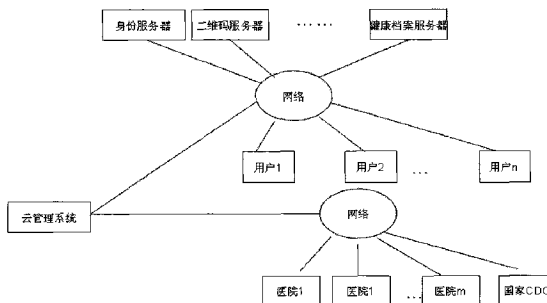 身份服务器 二维码服务器 …… 健康档案服务器
网络
用户1 用户2 … 用户n
云管理系统 网络
医院1 医院1 … 医院m 国家CDC